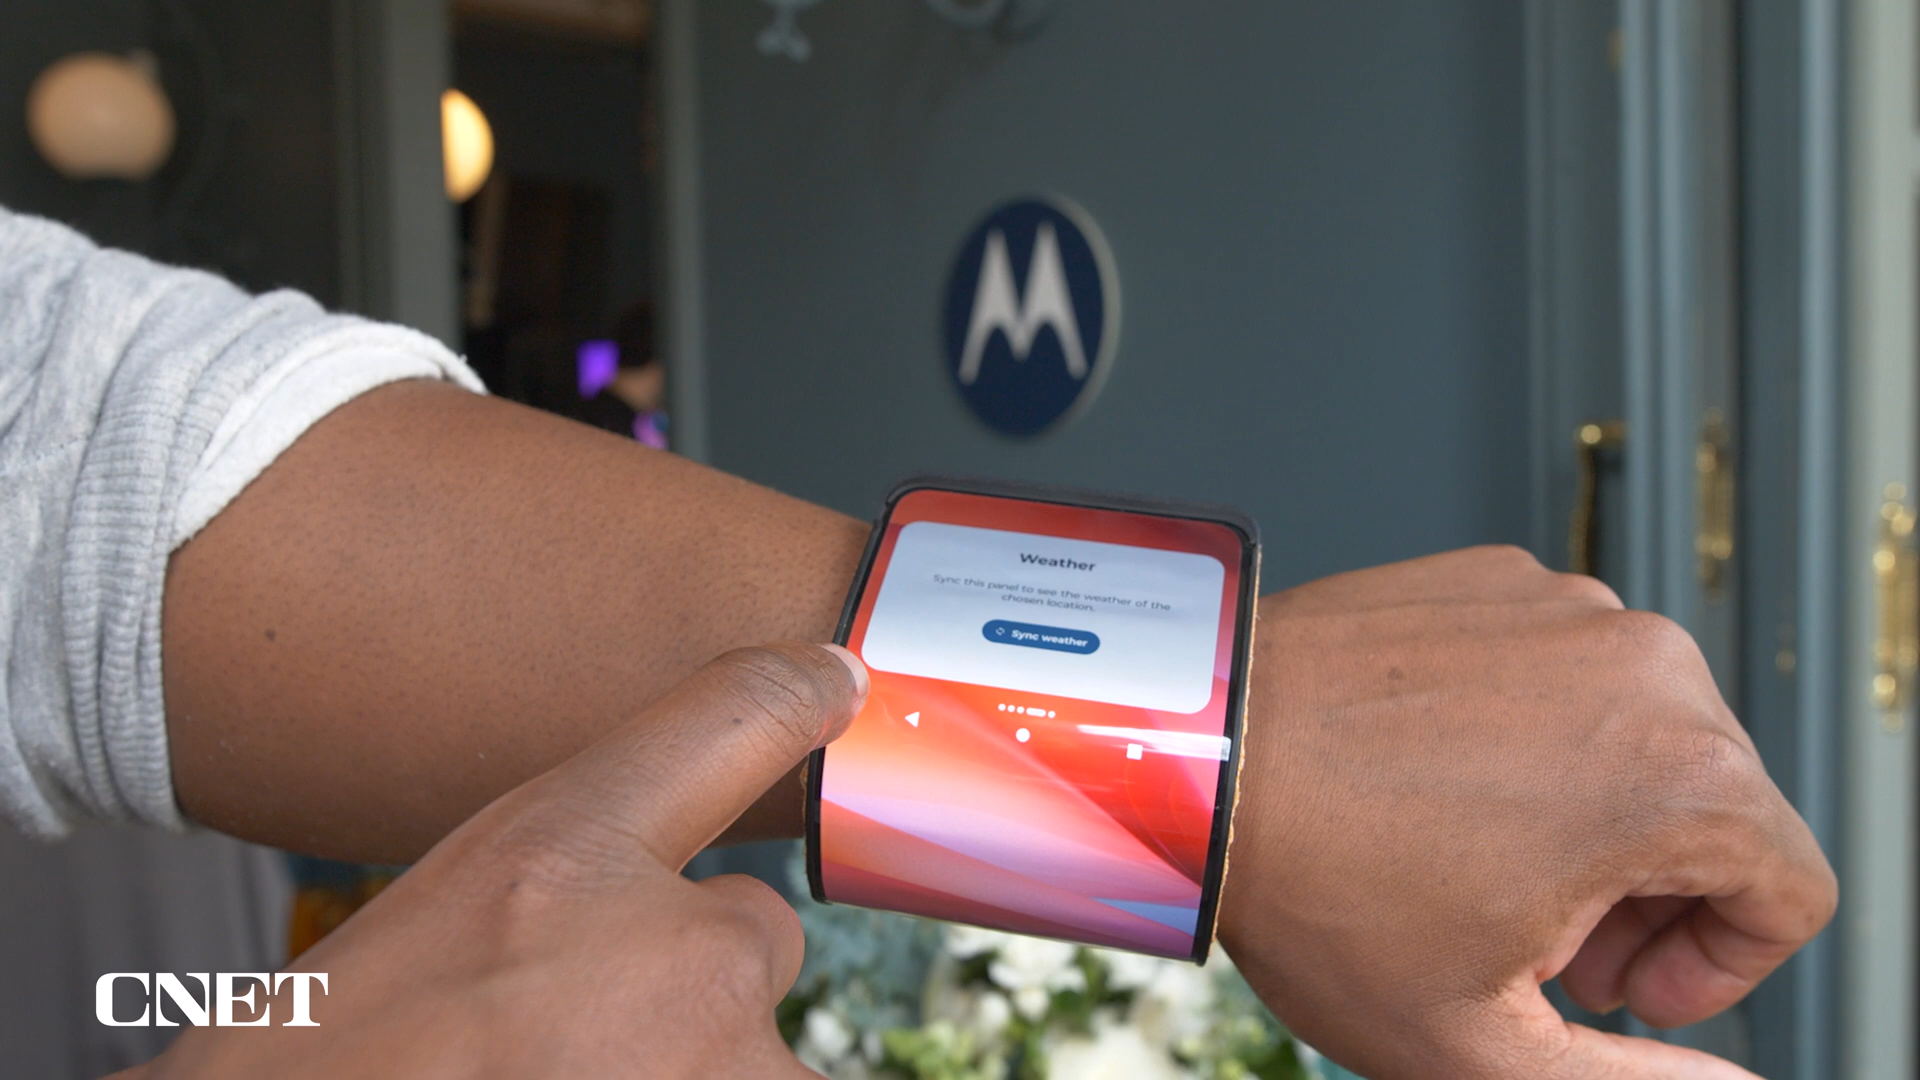 Weather
Sync this panel to see the weather of the
chosen location.
Sync weather
CNET